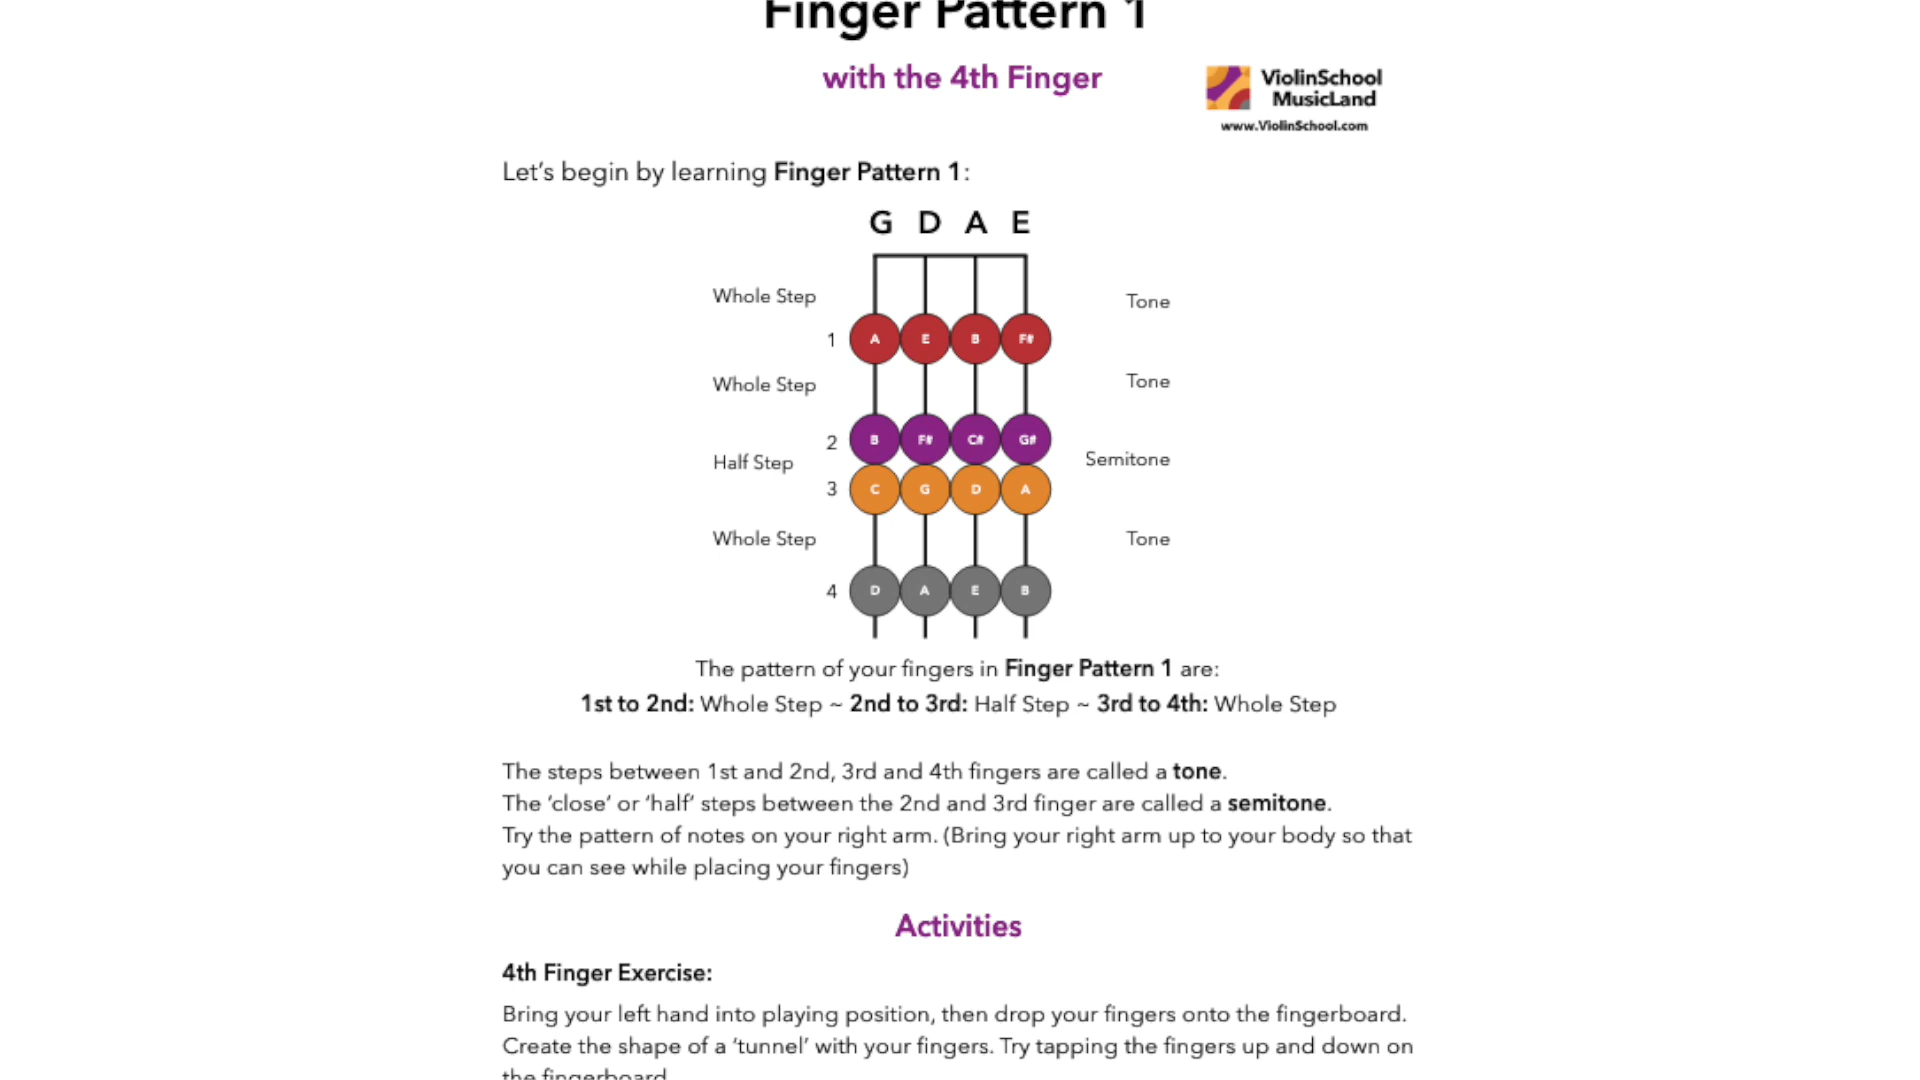 Finger Pattern 1
with the 4th Finger
ViolinSchool
MusicLand
www.ViolinSchool.com
Let's begin by learning Finger Pattern 1:
G D A E
Whole Step Tone
1 A E B F#
Whole Step Tone
2 B F# C# G#
Half Step Semitone
3 C G D A
Whole Step Tone
4 D A E B
The pattern of your fingers in Finger Pattern 1 are:
1st to 2nd: Whole Step ~ 2nd to 3rd: Half Step ~ 3rd to 4th: Whole Step
The steps between 1st and 2nd, 3rd and 4th fingers are called a tone.
The 'close' or 'half' steps between the 2nd and 3rd finger are called a semitone.
Try the pattern of notes on your right arm. (Bring your right arm up to your body so that
you can see while placing your fingers)
Activities
4th Finger Exercise:
Bring your left hand into playing position, then drop your fingers onto the fingerboard.
Create the shape of a 'tunnel' with your fingers. Try tapping the fingers up and down on
the fingerboard